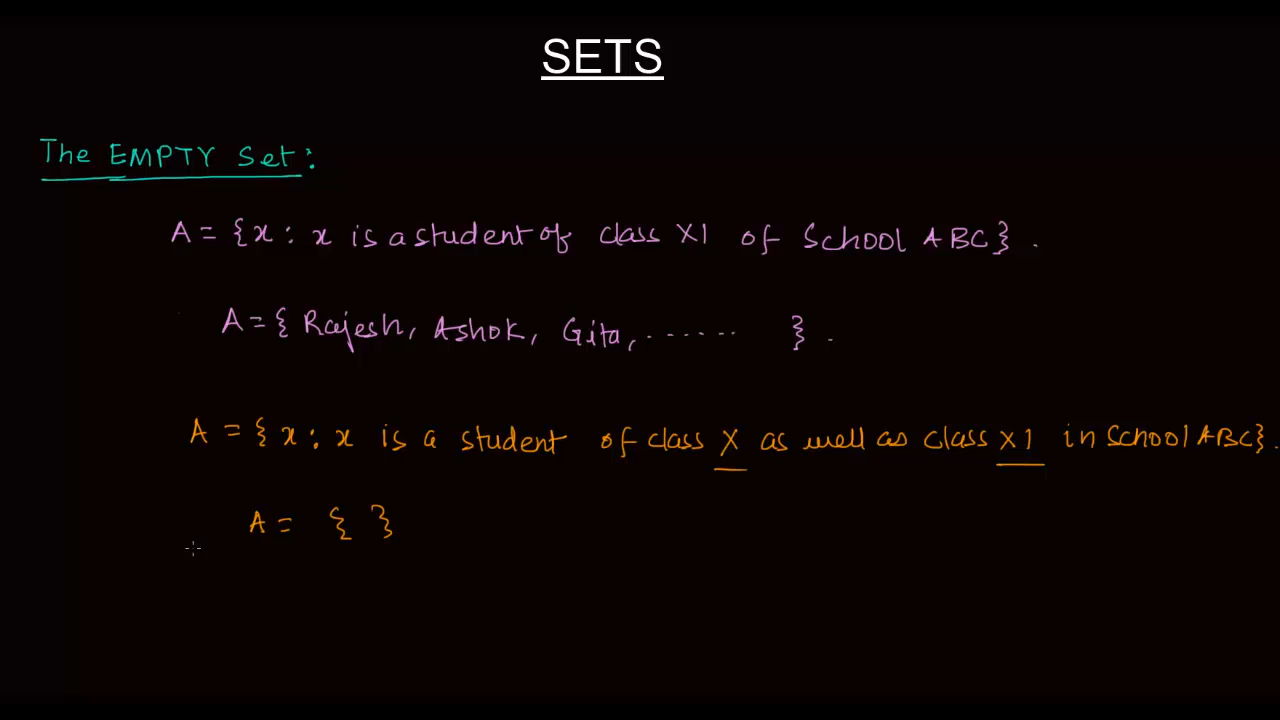 SETS
The EMPTY Set:
A = {x : x is a student of class XI of School ABC}.
A = { Rajesh, Ashok, Gita, ...... }.
A = { x : x is a student of class X as well as class XI in School ABC}.
A = { }